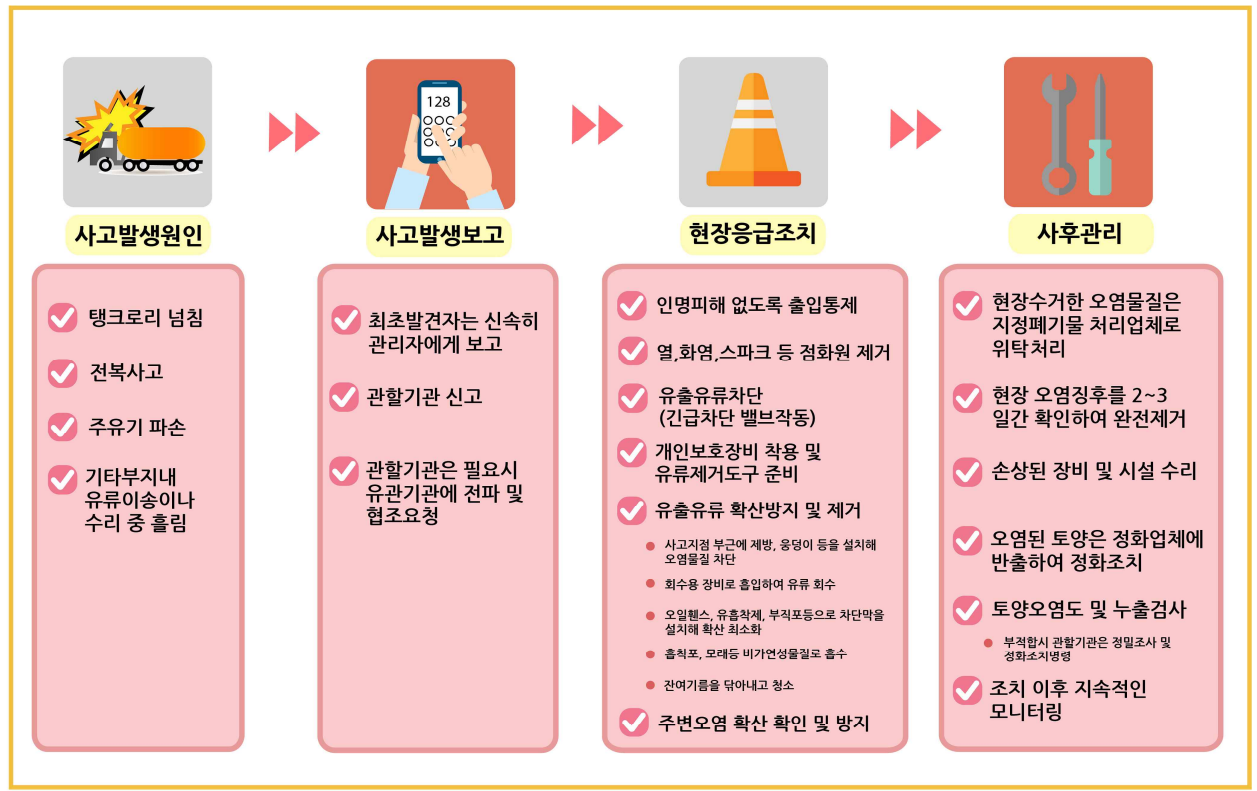 128
사고발생원인
탱크로리 넘침
전복사고
주유기 파손
기타부지내
유류이송이나
수리 중 흘림
사고발생보고
최초발견자는 신속히
관리자에게 보고
관할기관 신고
관할기관은 필요시
유관기관에 전파 및
협조요청
현장응급조치
인명피해 없도록 출입통제
열,화염,스파크 등 점화원 제거
유출유류차단
(긴급차단 밸브작동)
개인보호장비 착용 및
유류제거도구 준비
유출유류 확산방지 및 제거
사고지점 부근에 제방, 웅덩이 등을 설치해
오염물질 차단
회수용 장비로 흡입하여 유류 회수
오일휀스, 유흡착제, 부직포등으로 차단막을
설치해 확산 최소화
흡착포, 모래등 비가연성물질로 흡수
잔여기름을 닦아내고 청소
주변오염 확산 확인 및 방지
사후관리
현장수거한 오염물질은
지정폐기물 처리업체로
위탁처리
현장 오염징후를 2~3
일간 확인하여 완전제거
손상된 장비 및 시설 수리
오염된 토양은 정화업체에
반출하여 정화조치
토양오염도 및 누출검사
부적합시 관할기관은 정밀조사 및
정화조치명령
조치 이후 지속적인
모니터링